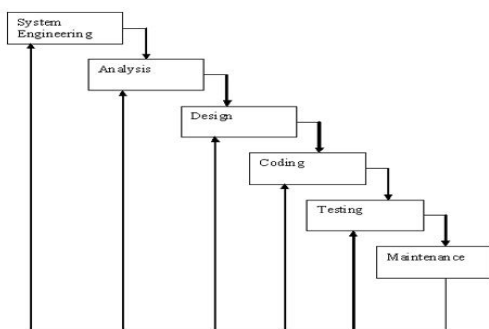 System
Engineering
Analysis
Design
Coding
Testing
Maintenance